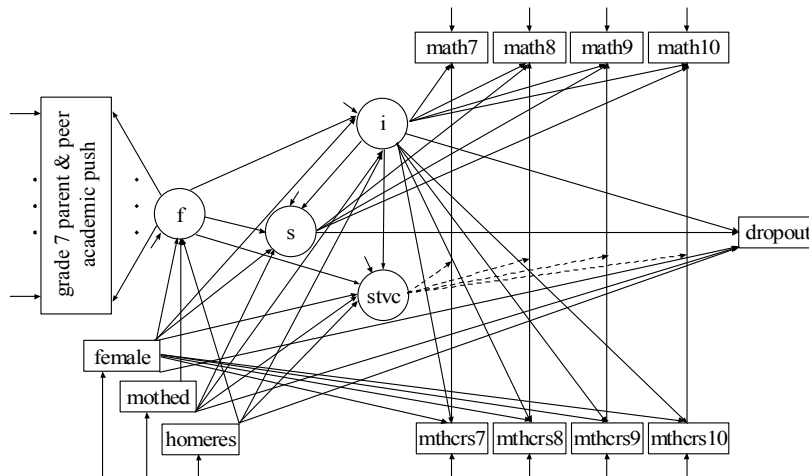 math7 math8 math9 math10
grade 7 parent & peer
academic push
i
f
s
dropout
stvc
female
mothed
homeres
mthcrs7 mthcrs8 mthcrs9 mthcrs10